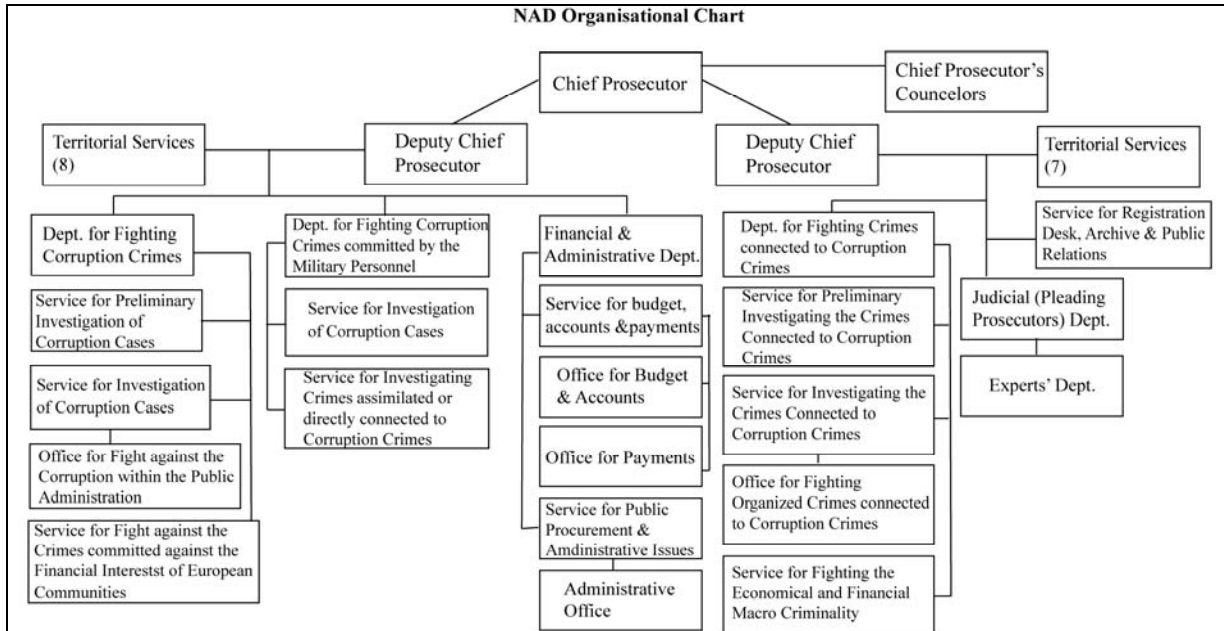 NAD Organisational Chart
Chief Prosecutor
Chief Prosecutor's
Councelors
Territorial Services
(8)
Deputy Chief
Prosecutor
Deputy Chief
Prosecutor
Territorial Services
(7)
Dept. for Fighting
Corruption Crimes
Service for Preliminary
Investigation of
Corruption Cases
Service for Investigation
of Corruption Cases
Office for Fight against the
Corruption within the Public
Administration
Service for Fight against the
Crimes committed against the
Financial Interestst of European
Communities
Dept. for Fighting Corruption
Crimes committed by the
Military Personnel
Service for Investigation
of Corruption Cases
Service for Investigating
Crimes assimilated or
directly connected to
Corruption Crimes
Financial &
Administrative Dept.
Service for budget,
accounts &payments
Office for Budget
& Accounts
Office for Payments
Service for Public
Procurement &
Amdinistrative Issues
Administrative
Office
Dept. for Fighting Crimes
connected to Corruption
Crimes
Service for Preliminary
Investigating the Crimes
Connected to Corruption
Crimes
Service for Investigating the
Crimes Connected to
Corruption Crimes
Office for Fighting
Organized Crimes connected
to Corruption Crimes
Service for Fighting the
Economical and Financial
Macro Criminality
Service for Registration
Desk, Archive & Public
Relations
Judicial (Pleading
Prosecutors) Dept.
Experts' Dept.